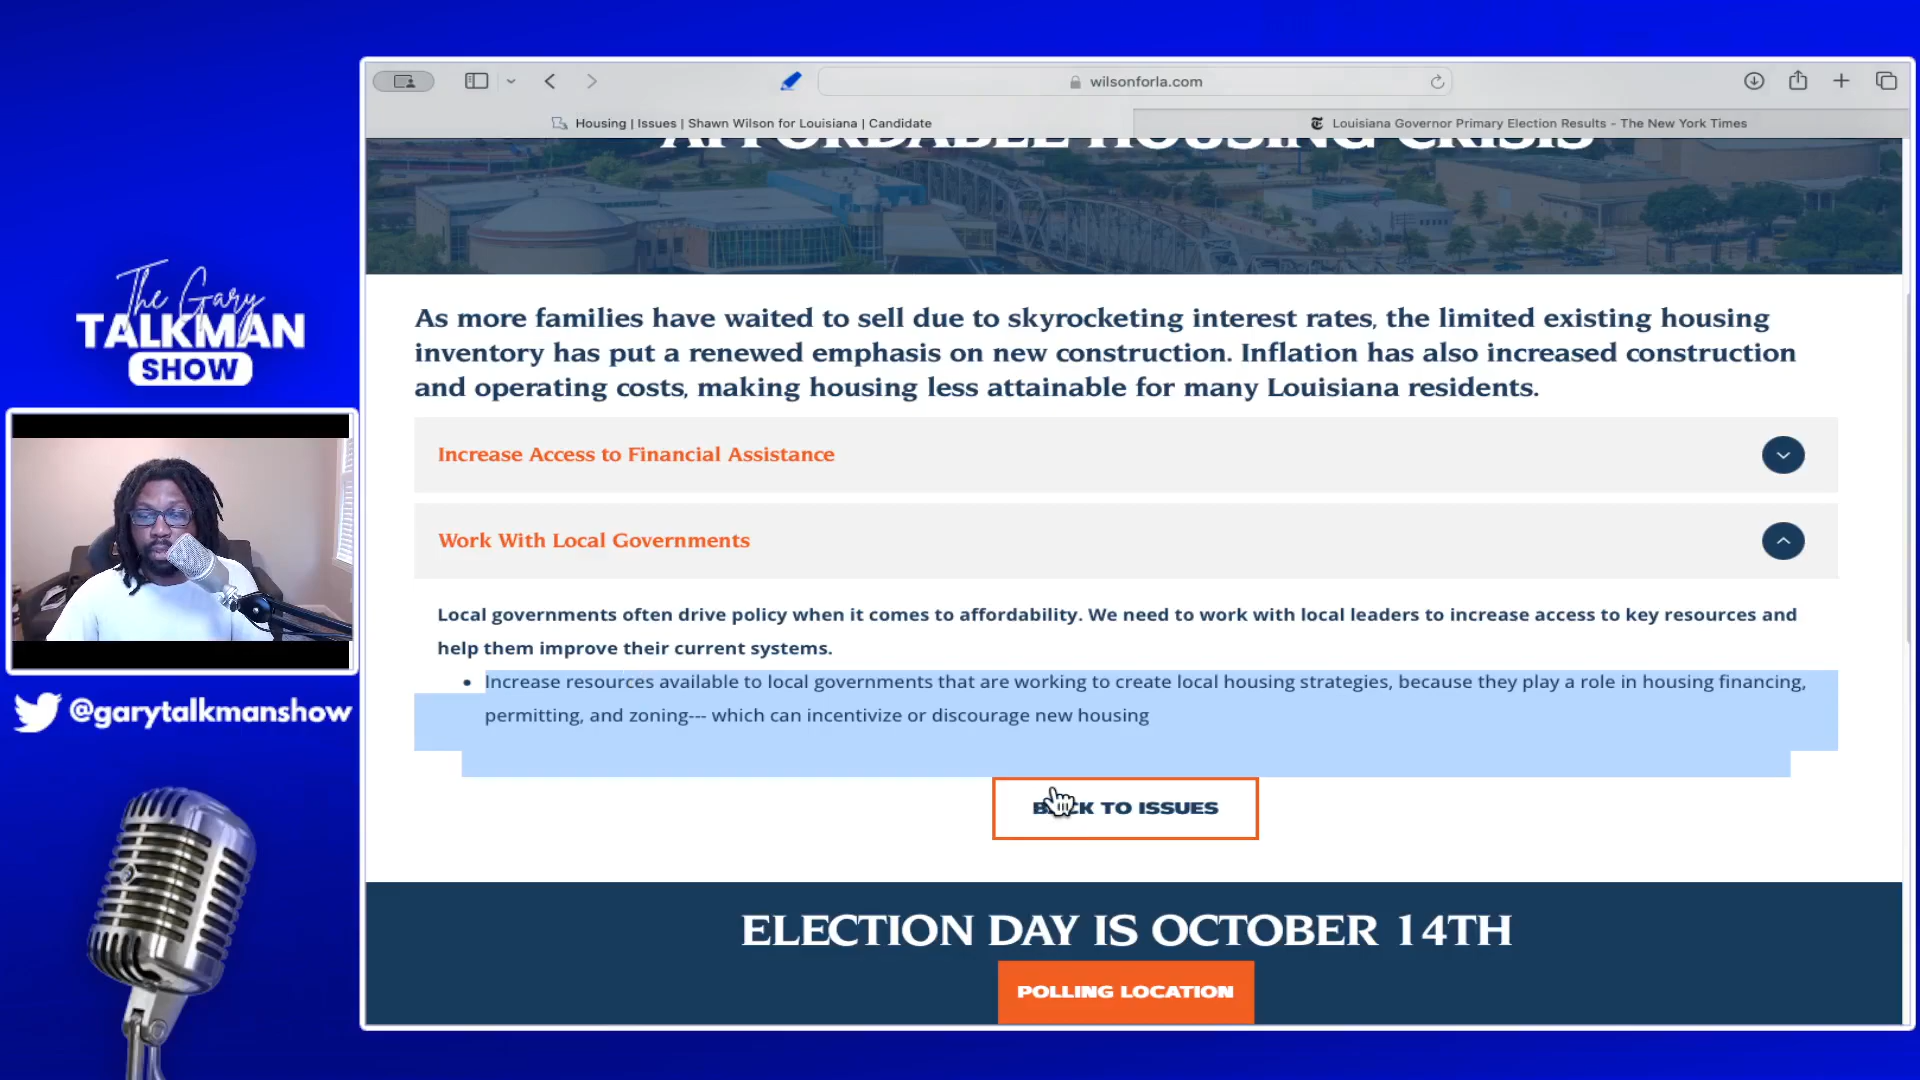 The Gary
TALKMAN
SHOW
@garytalkmanshow
wilsonforla.com
Housing | Issues | Shawn Wilson for Louisiana | Candidate
Louisiana Governor Primary Election Results - The New York Times
AFFORDABLE HOUSING CRISIS
As more families have waited to sell due to skyrocketing interest rates, the limited existing housing
inventory has put a renewed emphasis on new construction. Inflation has also increased construction
and operating costs, making housing less attainable for many Louisiana residents.
Increase Access to Financial Assistance
Work With Local Governments
Local governments often drive policy when it comes to affordability. We need to work with local leaders to increase access to key resources and
help them improve their current systems.
• Increase resources available to local governments that are working to create local housing strategies, because they play a role in housing financing,
permitting, and zoning--- which can incentivize or discourage new housing
BACK TO ISSUES
ELECTION DAY IS OCTOBER 14TH
POLLING LOCATION